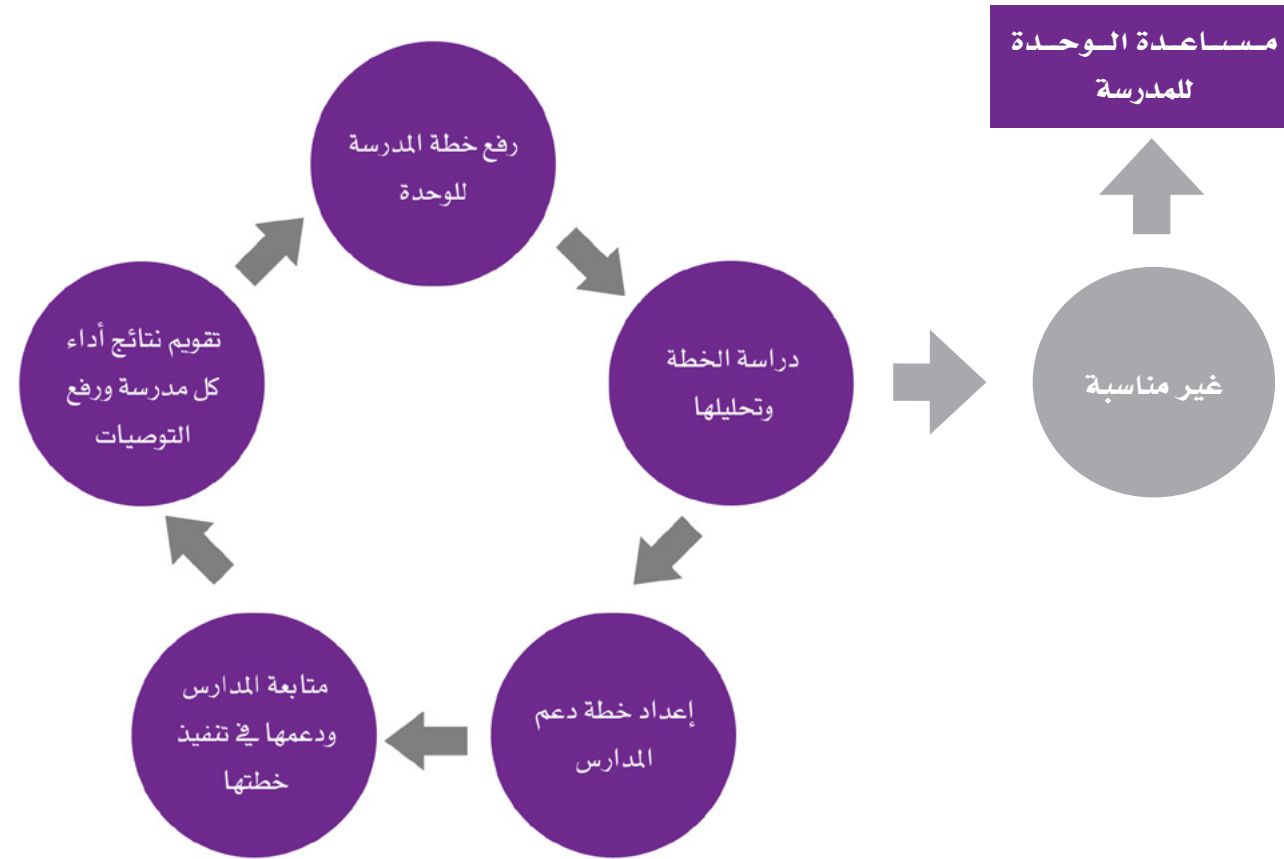 مساعدة الوحدة
للمدرسة
رفع خطة المدرسة
للوحدة
دراسة الخطة
وتحليلها
غير مناسبة
تقويم نتائج أداء
كل مدرسة ورفع
التوصيات
إعداد خطة دعم
المدارس
متابعة المدارس
ودعمها في تنفيذ
خطتها